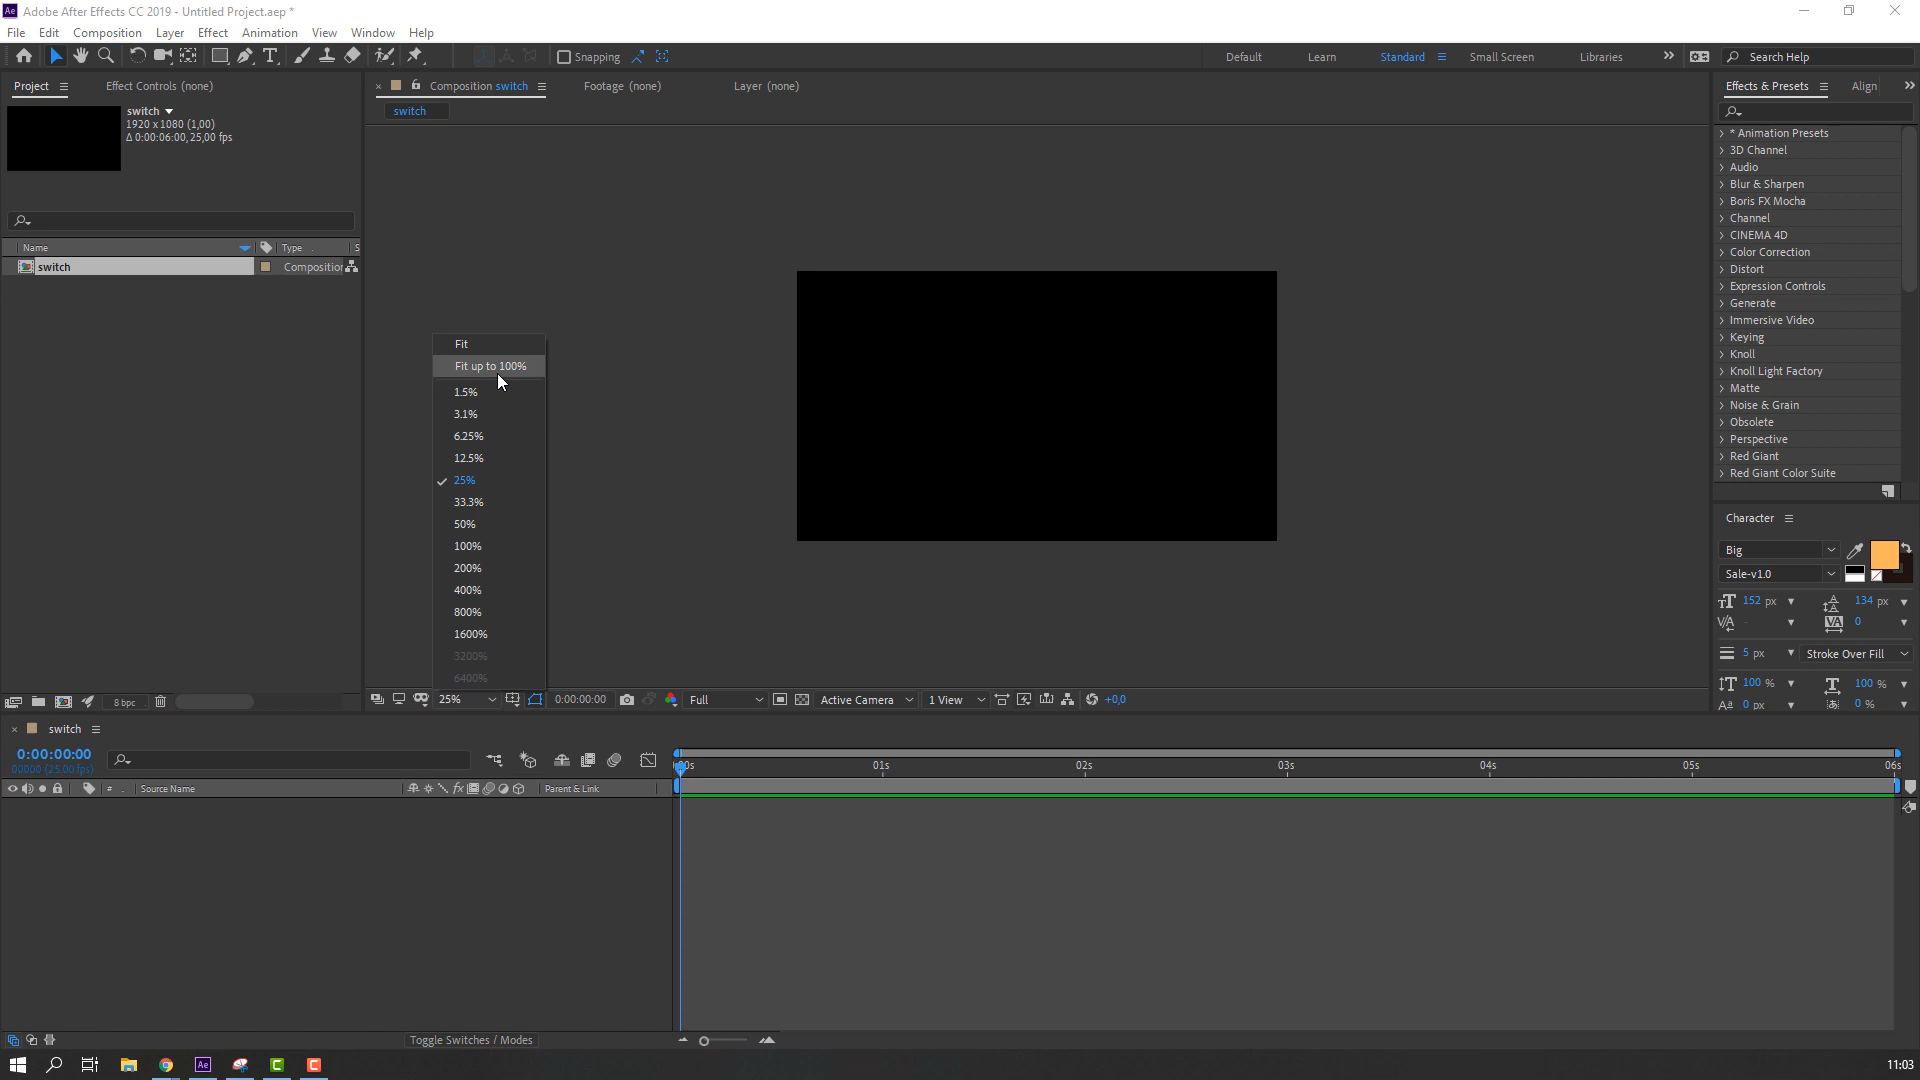 Ae Adobe After Effects CC 2019 - Untitled Project.aep *
File Edit Composition Layer Effect Animation View Window Help
Snapping Default Learn Standard Small Screen Libraries Search Help
Project Effect Controls (none)
switch
1920 x 1080 (1,00)
Δ 0:00:06:00, 25,00 fps
Name Type S
switch Composition
8 bpc
Composition switch Footage (none) Layer (none)
switch
Fit
Fit up to 100%
1.5%
3.1%
6.25%
12.5%
25%
33.3%
50%
100%
200%
400%
800%
1600%
3200%
6400%
25% 0:00:00:00 Full Active Camera 1 View +0,0
Effects & Presets Align
* Animation Presets
3D Channel
Audio
Blur & Sharpen
Boris FX Mocha
Channel
CINEMA 4D
Color Correction
Distort
Expression Controls
Generate
Immersive Video
Keying
Knoll
Knoll Light Factory
Matte
Noise & Grain
Obsolete
Perspective
Red Giant
Red Giant Color Suite
Character
Big
Sale-v1.0
152 px 134 px
- 0
5 px Stroke Over Fill
100 % 100 %
0 px 0 %
switch
0:00:00:00
00000 (25.00 fps)
# Source Name fx Parent & Link
:00s 01s 02s 03s 04s 05s 06s
Toggle Switches / Modes
Ae C C 11:03